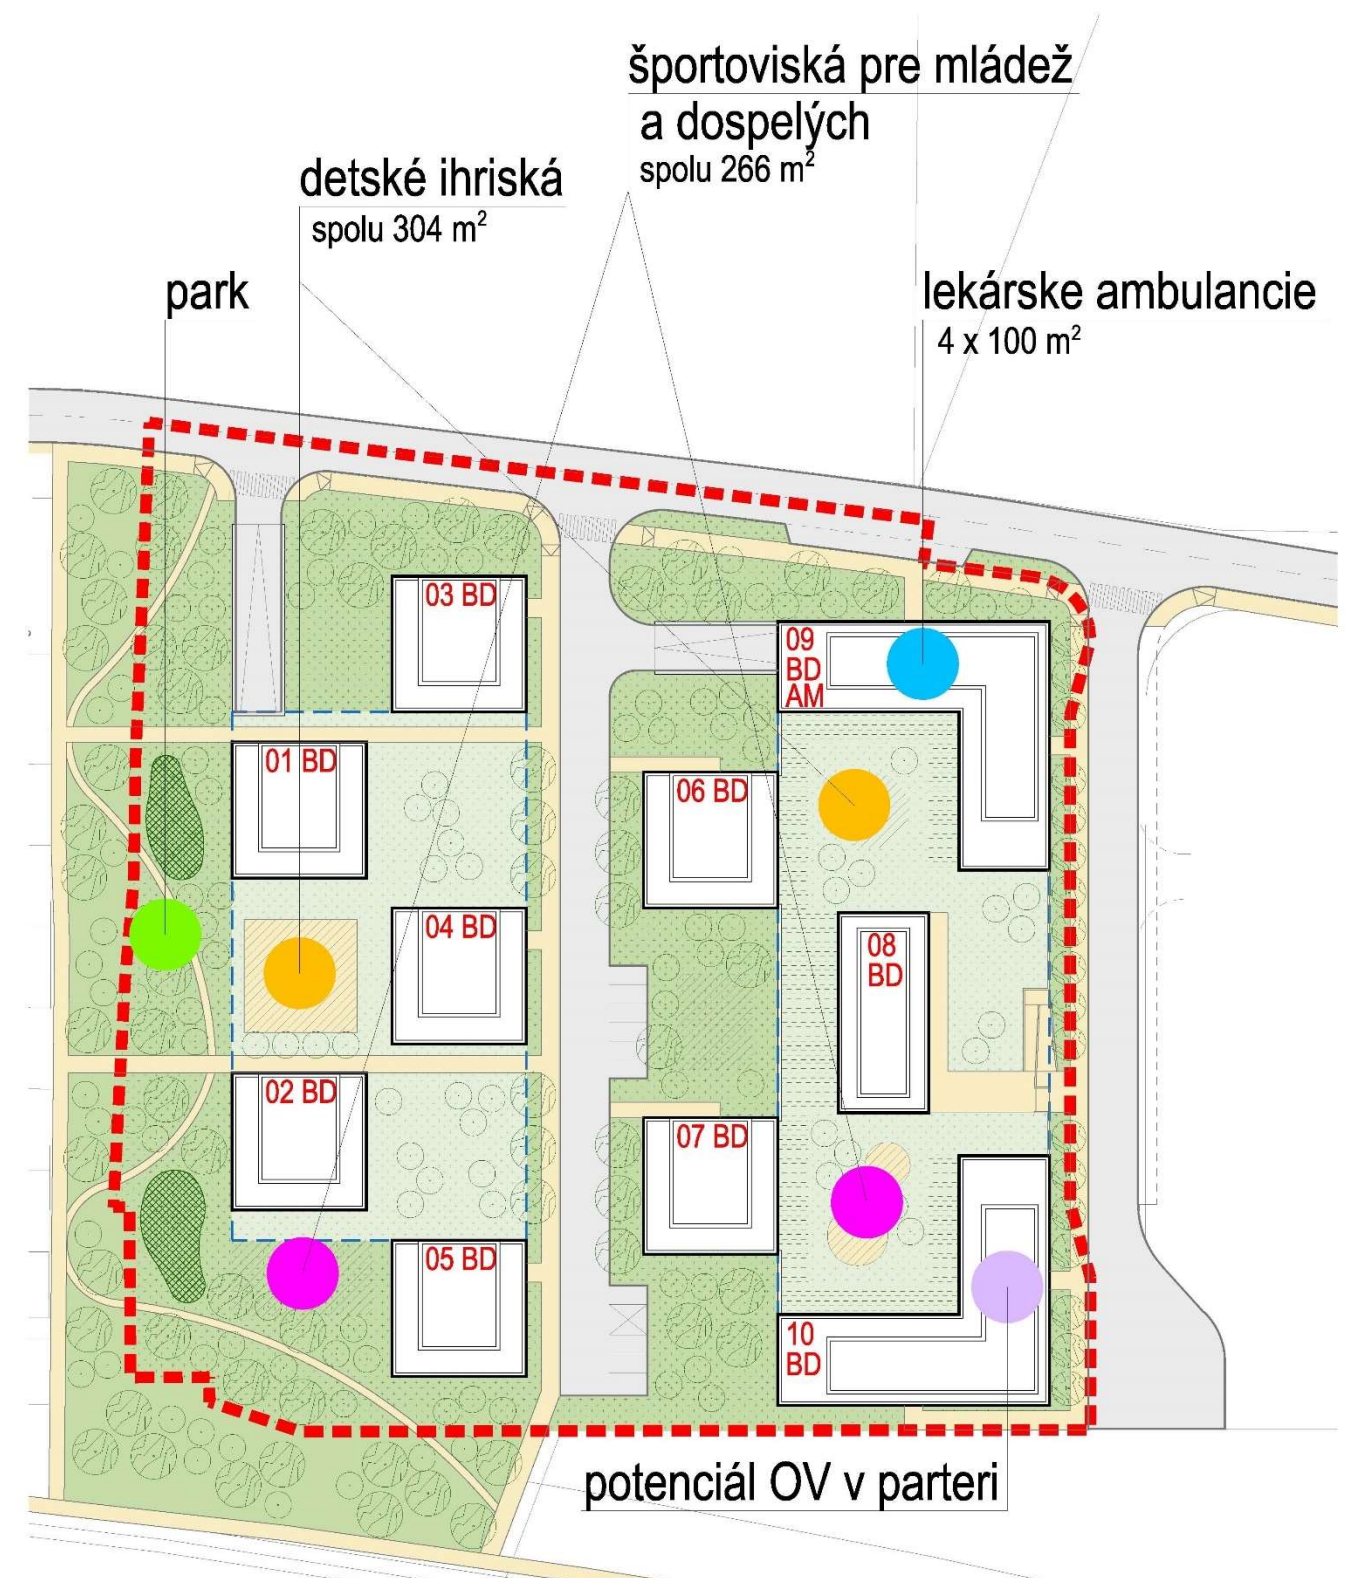 športoviská pre mládež
a dospelých
spolu 266 m²
detské ihriská
spolu 304 m²
park
lekárske ambulancie
4 x 100 m²
03 BD
09
BD
AM
01 BD
06 BD
04 BD
08
BD
02 BD
07 BD
05 BD
10
BD
potenciál OV v parteri